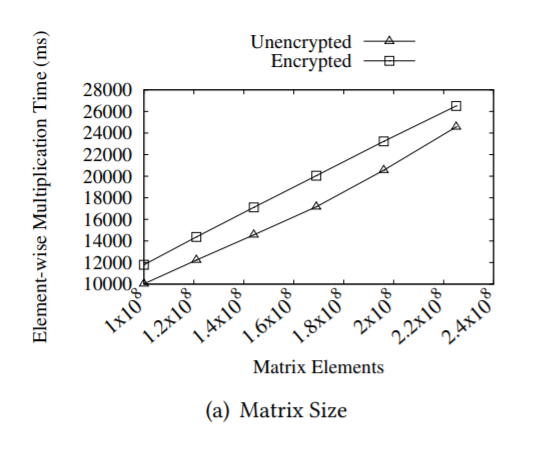 Unencrypted
Encrypted
Element-wise Multiplication Time (ms)
28000
26000
24000
22000
20000
18000
16000
14000
12000
10000
1x10^8
1.2x10^8
1.4x10^8
1.6x10^8
1.8x10^8
2x10^8
2.2x10^8
2.4x10^8
Matrix Elements
(a) Matrix Size